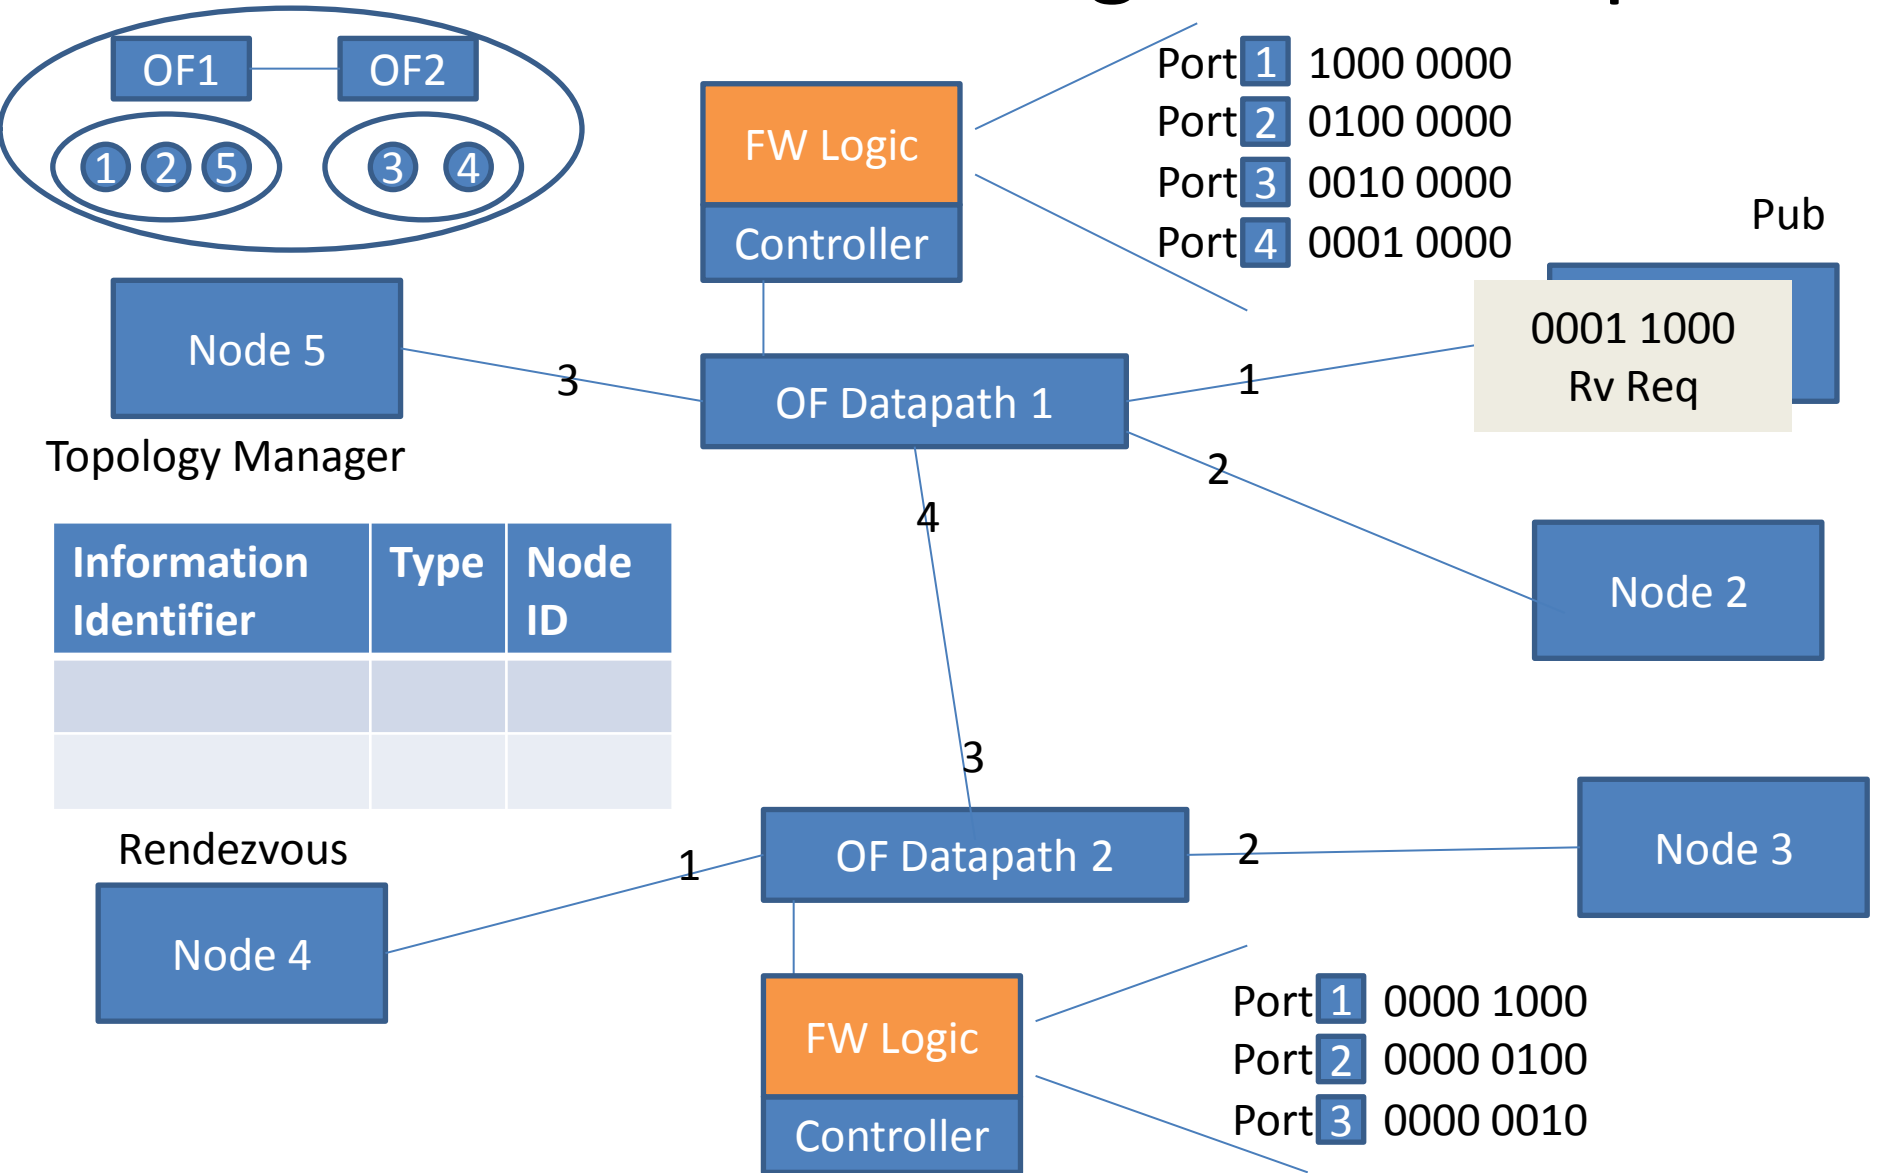 OF1 OF2
1 2 5 3 4
FW Logic
Controller
Port 1 1000 0000
Port 2 0100 0000
Port 3 0010 0000
Port 4 0001 0000
Pub
0001 1000
Rv Req
Node 5
3
OF Datapath 1
1
2
4
Topology Manager
Information Identifier Type Node ID
Node 2
3
Rendezvous
1
OF Datapath 2
2
Node 3
Node 4
FW Logic
Controller
Port 1 0000 1000
Port 2 0000 0100
Port 3 0000 0010